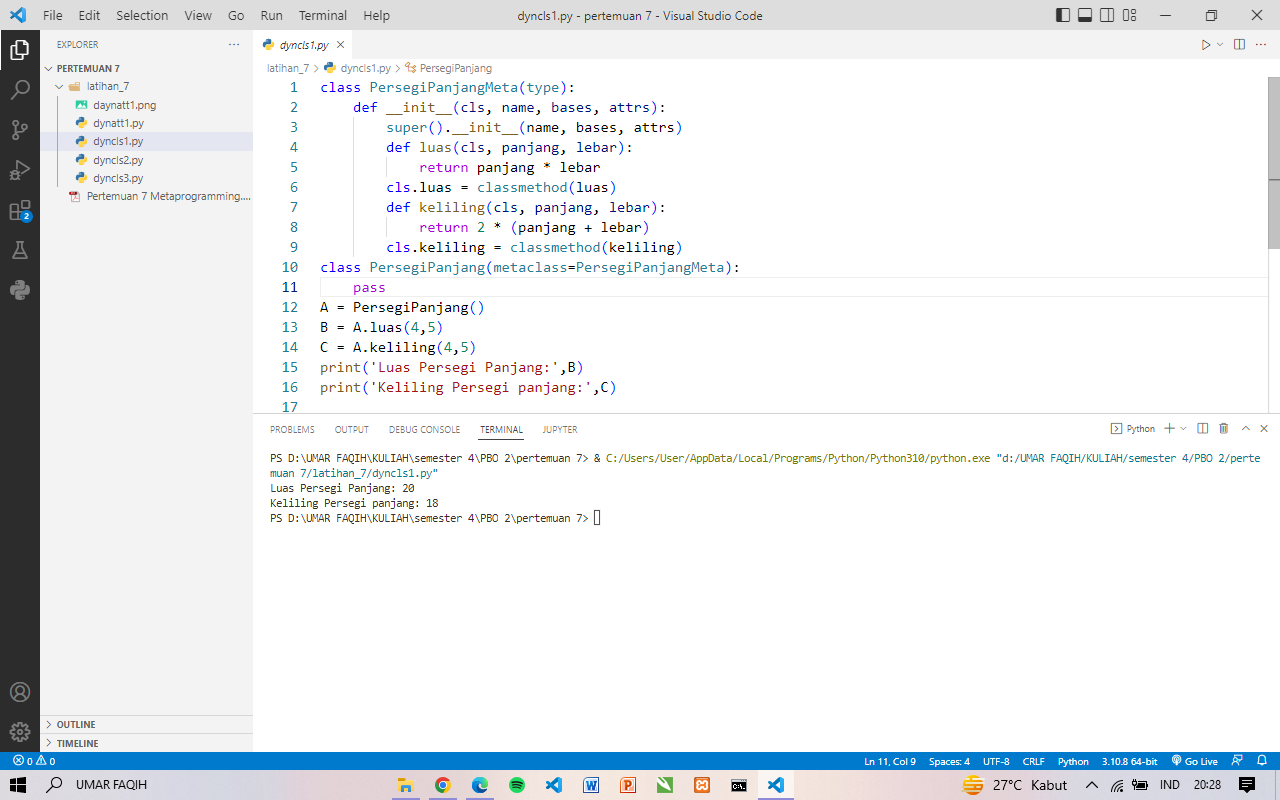 File Edit Selection View Go Run Terminal Help dyncls1.py - pertemuan 7 - Visual Studio Code
EXPLORER ...
PERTEMUAN 7
latihan_7
daynatt1.png
dynatt1.py
dyncls1.py
dyncls2.py
dyncls3.py
Pertemuan 7 Metaprogramming....
2
OUTLINE
TIMELINE
dyncls1.py
latihan_7 > dyncls1.py > PersegiPanjang
1 class PersegiPanjangMeta(type):
2 def __init__(cls, name, bases, attrs):
3 super().__init__(name, bases, attrs)
4 def luas(cls, panjang, lebar):
5 return panjang * lebar
6 cls.luas = classmethod(luas)
7 def keliling(cls, panjang, lebar):
8 return 2 * (panjang + lebar)
9 cls.keliling = classmethod(keliling)
10 class PersegiPanjang(metaclass=PersegiPanjangMeta):
11 pass
12 A = PersegiPanjang()
13 B = A.luas(4,5)
14 C = A.keliling(4,5)
15 print('Luas Persegi Panjang:',B)
16 print('Keliling Persegi panjang:',C)
17
PROBLEMS OUTPUT DEBUG CONSOLE TERMINAL JUPYTER Python
PS D:\UMAR FAQIH\KULIAH\semester 4\PBO 2\pertemuan 7> & C:/Users/User/AppData/Local/Programs/Python/Python310/python.exe "d:/UMAR FAQIH/KULIAH/semester 4/PBO 2/perte
muan 7/latihan_7/dyncls1.py"
Luas Persegi Panjang: 20
Keliling Persegi panjang: 18
PS D:\UMAR FAQIH\KULIAH\semester 4\PBO 2\pertemuan 7>
0 0 Ln 11, Col 9 Spaces: 4 UTF-8 CRLF Python 3.10.8 64-bit Go Live
UMAR FAQIH 27°C Kabut IND 20:28